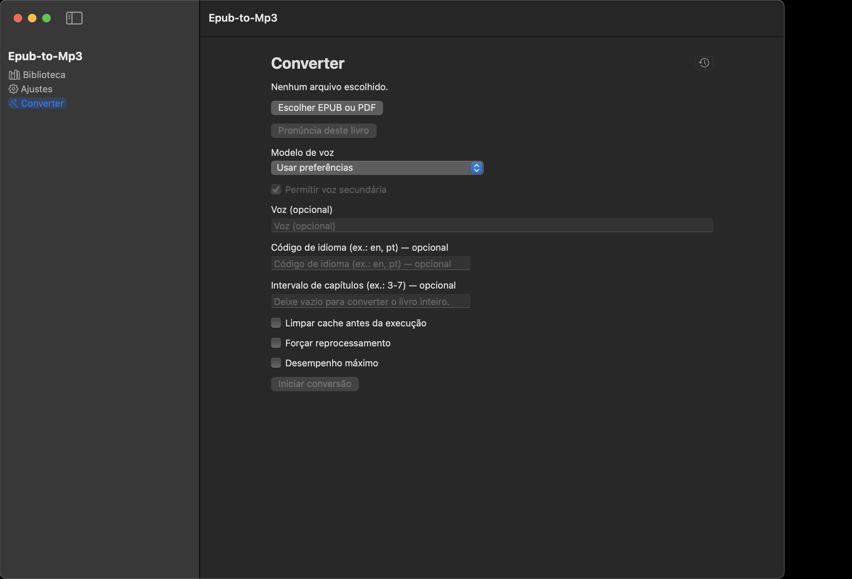 Epub-to-Mp3
Epub-to-Mp3
Biblioteca
Ajustes
Converter
Converter
Nenhum arquivo escolhido.
Escolher EPUB ou PDF
Pronúncia deste livro
Modelo de voz
Usar preferências
Permitir voz secundária
Voz (opcional)
Voz (opcional)
Código de idioma (ex.: en, pt) — opcional
Código de idioma (ex.: en, pt) — opcional
Intervalo de capítulos (ex.: 3-7) — opcional
Deixe vazio para converter o livro inteiro.
Limpar cache antes da execução
Forçar reprocessamento
Desempenho máximo
Iniciar conversão